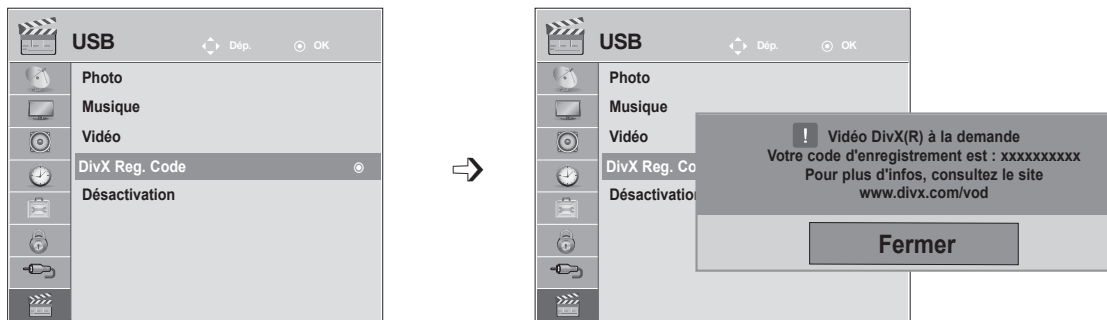 USB Dép. OK
Photo
Musique
Vidéo
DivX Reg. Code
Désactivation
USB Dép. OK
Photo
Musique
Vidéo
DivX Reg. Co
Désactivation
! Vidéo DivX(R) à la demande
Votre code d'enregistrement est : xxxxxxxxxx
Pour plus d'infos, consultez le site
www.divx.com/vod
Fermer